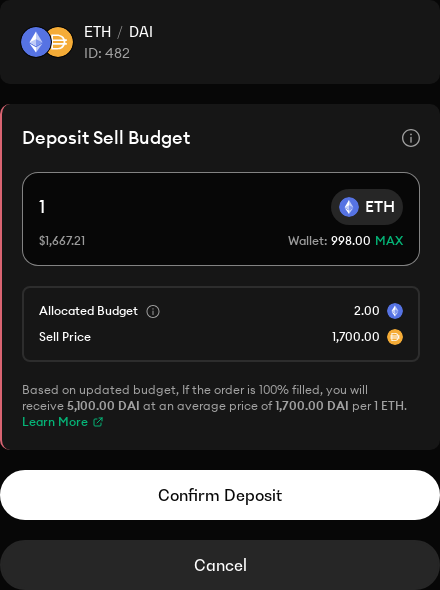 ETH / DAI
ID: 482
Deposit Sell Budget
1
ETH
$1,667.21
Wallet: 998.00 MAX
Allocated Budget
2.00
Sell Price
1,700.00
Based on updated budget, If the order is 100% filled, you will
receive 5,100.00 DAI at an average price of 1,700.00 DAI per 1 ETH.
Learn More
Confirm Deposit
Cancel